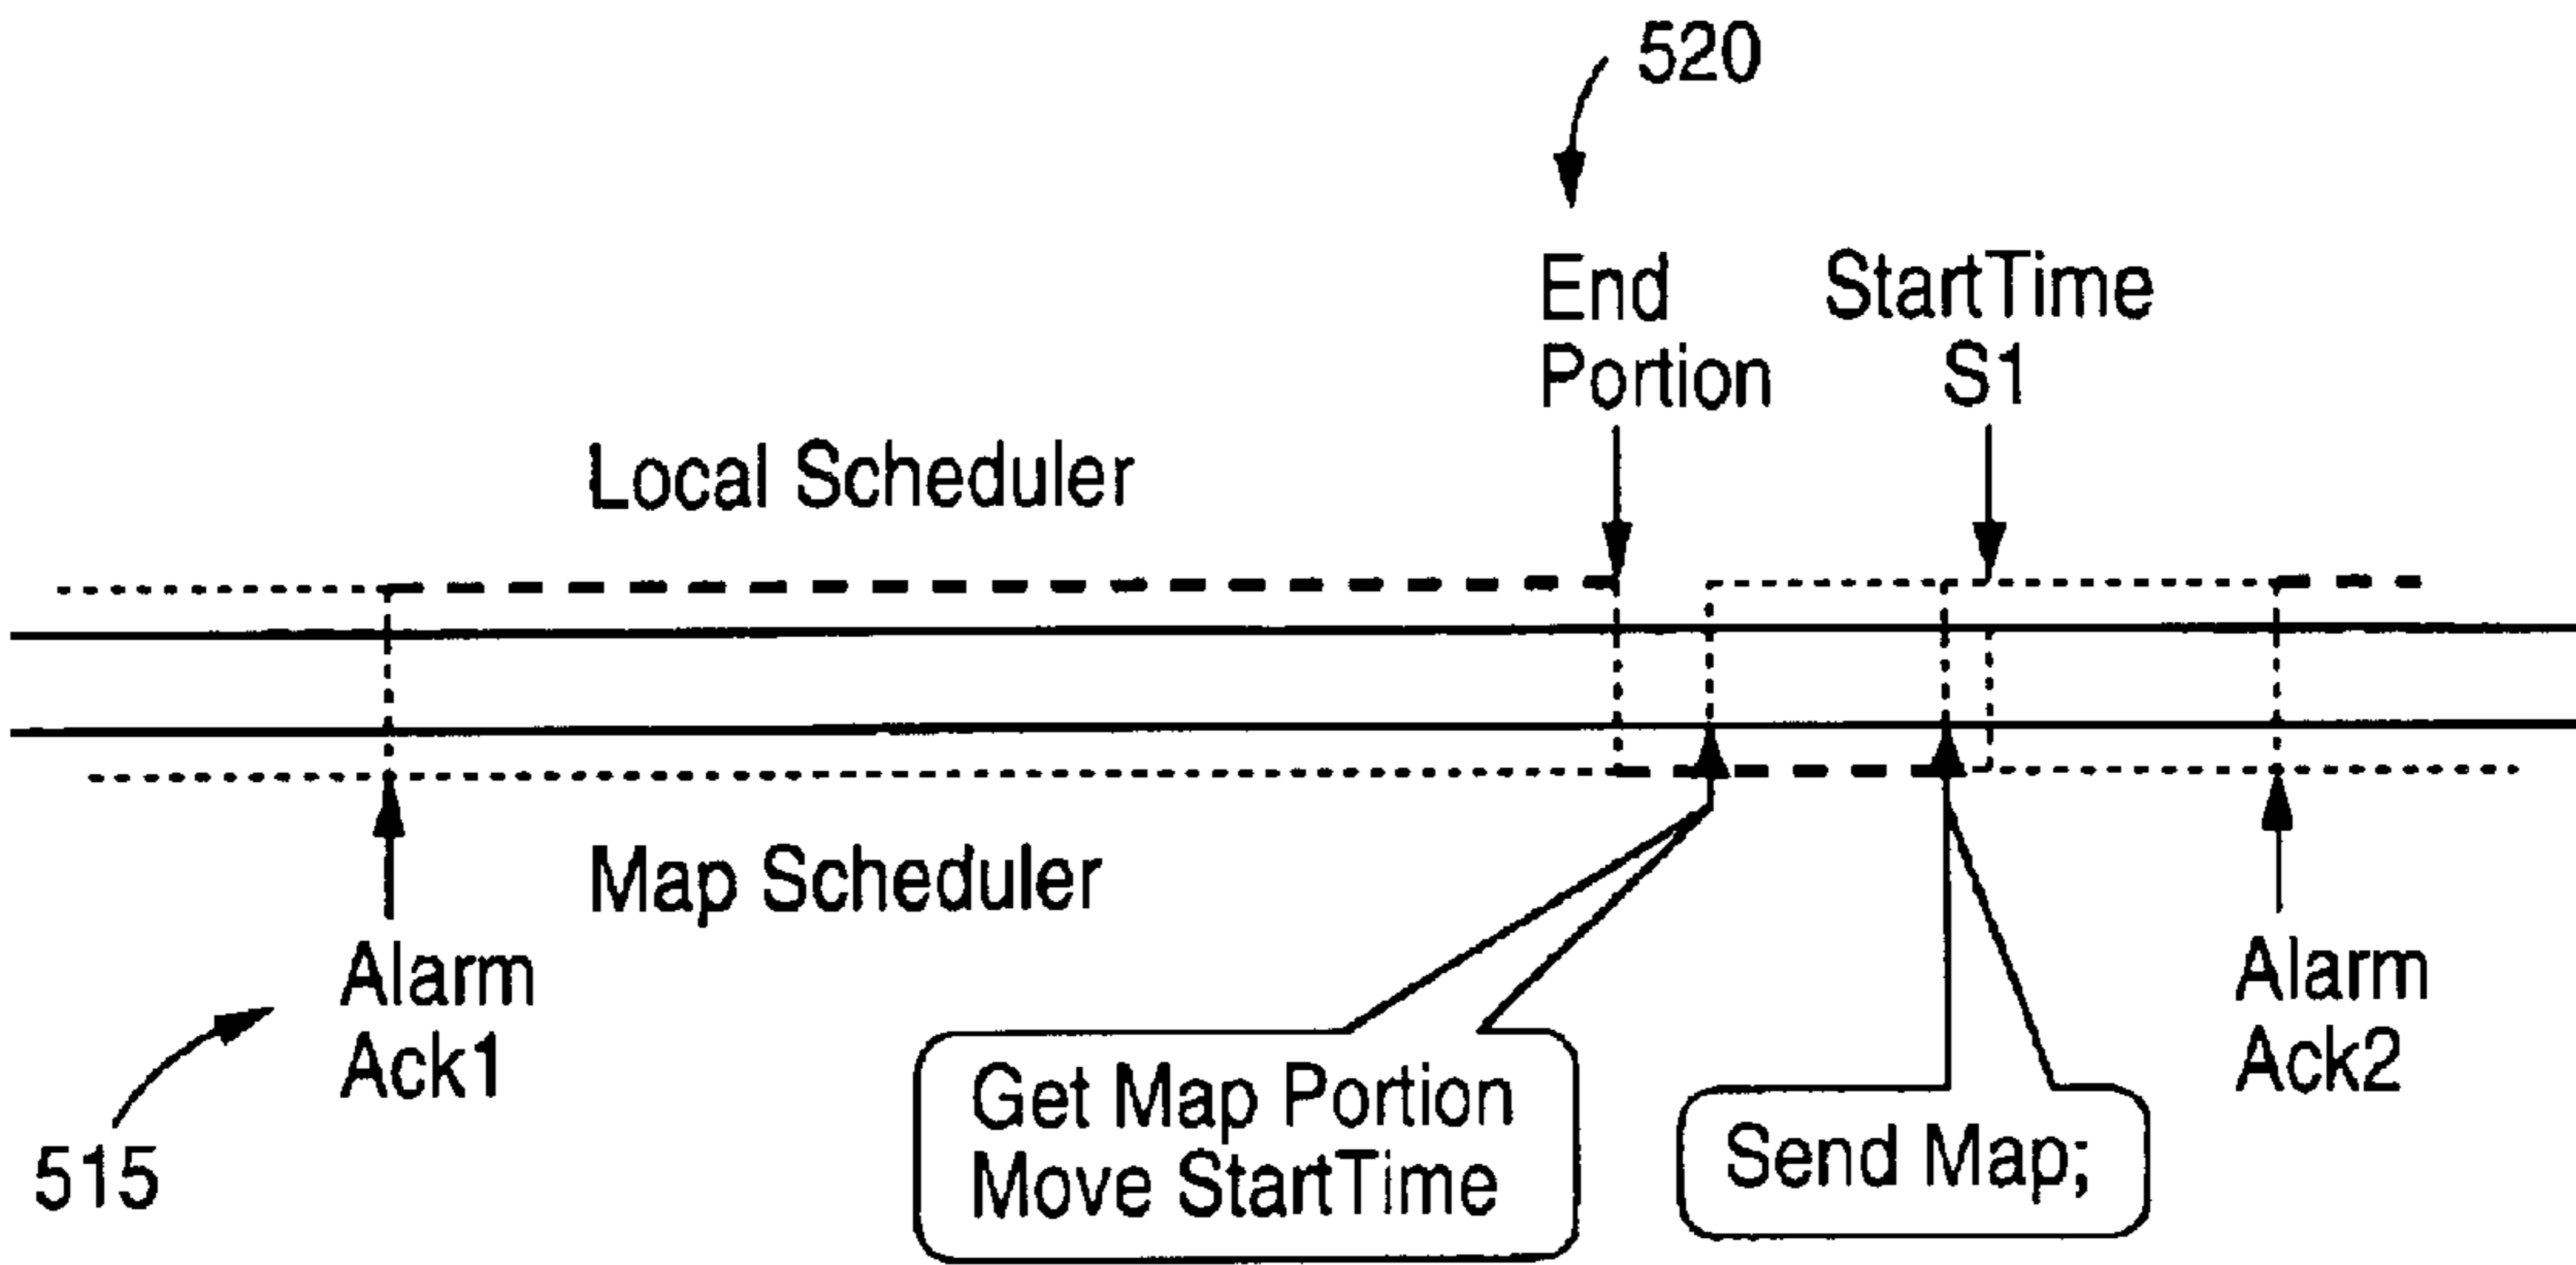 520
End
Portion
StartTime
S1
Local Scheduler
Map Scheduler
Alarm
Ack1
515
Get Map Portion
Move StartTime
Send Map;
Alarm
Ack2